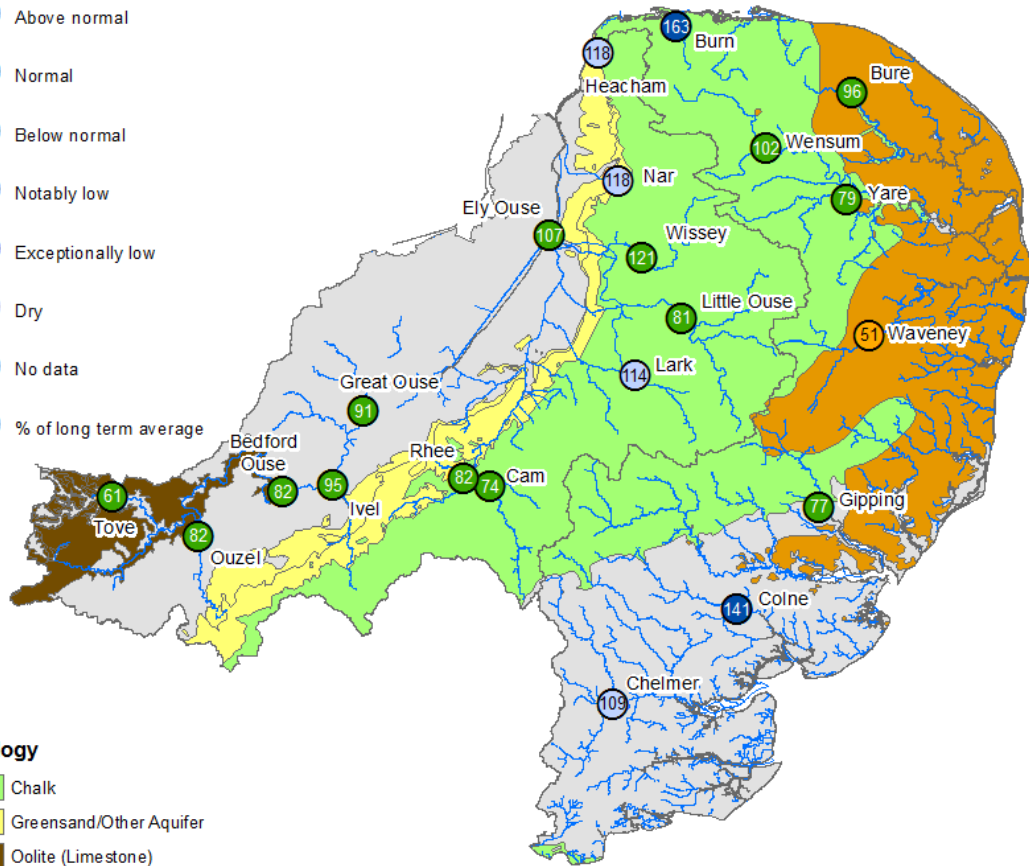 Above normal
Normal
Below normal
Notably low
Exceptionally low
Dry
No data
% of long term average
163
Burn
118
Heacham
96
Bure
102
Wensum
118
Nar
79
Yare
Ely Ouse
107
Wissey
121
Little Ouse
81
51
Waveney
Lark
114
Great Ouse
91
Bedford
Ouse
82
95
Ivel
Rhee
82
74
Cam
61
Tove
82
Ouzel
77
Gipping
141
Colne
Chelmer
109
ogy
Chalk
Greensand/Other Aquifer
Oolite (Limestone)